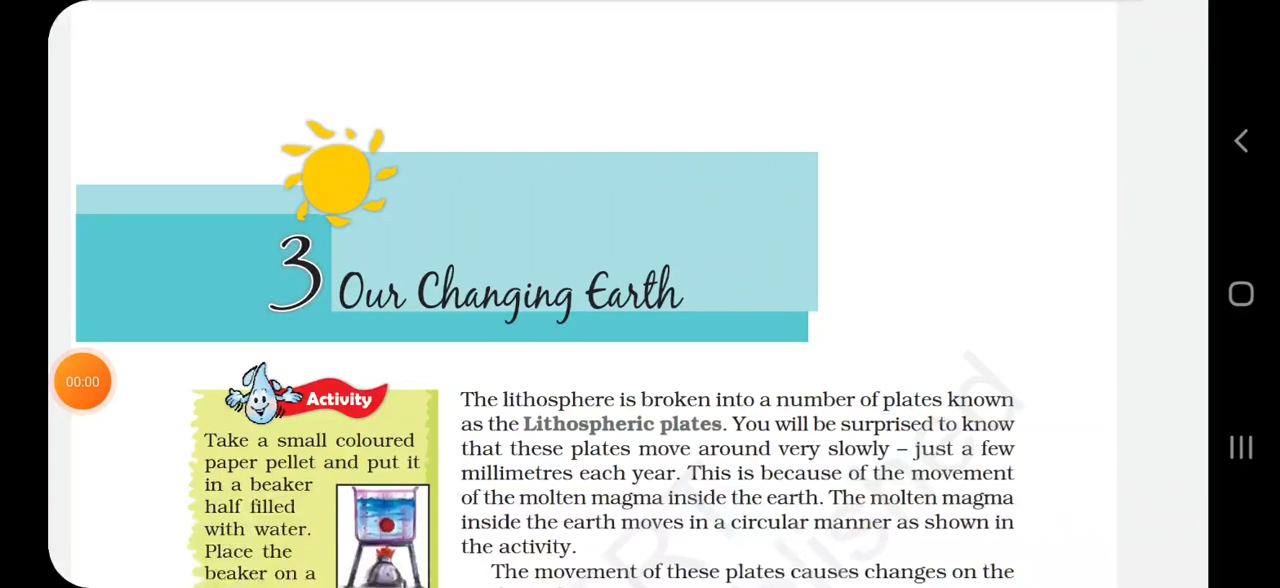 3 Our Changing Earth
00:00
Activity
Take a small coloured
paper pellet and put it
in a beaker
half filled
with water.
Place the
beaker on a
The lithosphere is broken into a number of plates known
as the Lithospheric plates. You will be surprised to know
that these plates move around very slowly – just a few
millimetres each year. This is because of the movement
of the molten magma inside the earth. The molten magma
inside the earth moves in a circular manner as shown in
the activity.
The movement of these plates causes changes on the